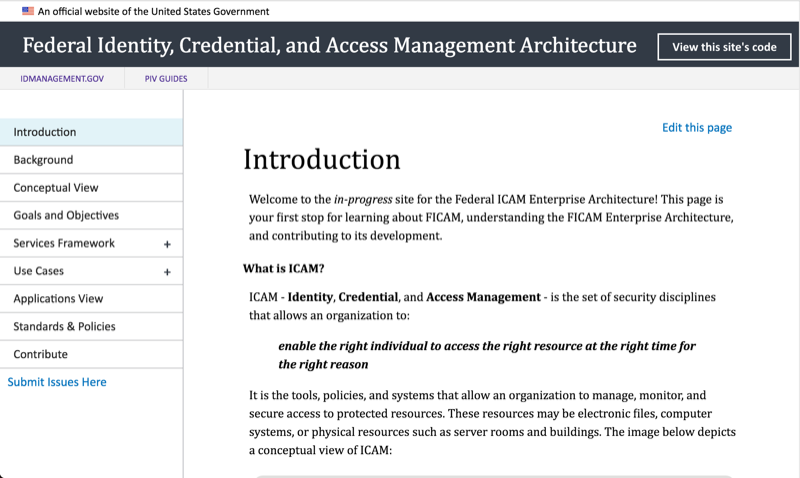 An official website of the United States Government
Federal Identity, Credential, and Access Management Architecture
View this site's code
IDMANAGEMENT.GOV
PIV GUIDES
Introduction
Background
Conceptual View
Goals and Objectives
Services Framework +
Use Cases +
Applications View
Standards & Policies
Contribute
Submit Issues Here
Edit this page
Introduction
Welcome to the in-progress site for the Federal ICAM Enterprise Architecture! This page is
your first stop for learning about FICAM, understanding the FICAM Enterprise Architecture,
and contributing to its development.
What is ICAM?
ICAM - Identity, Credential, and Access Management - is the set of security disciplines
that allows an organization to:
enable the right individual to access the right resource at the right time for
the right reason
It is the tools, policies, and systems that allow an organization to manage, monitor, and
secure access to protected resources. These resources may be electronic files, computer
systems, or physical resources such as server rooms and buildings. The image below depicts
a conceptual view of ICAM: